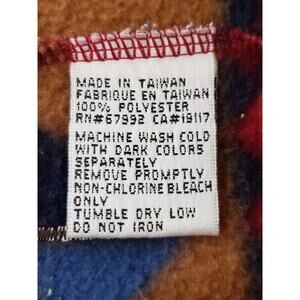 MADE IN TAIWAN
FABRIQUE EN TAIWAN
100% POLYESTER
RN#67992 CA#19117
MACHINE WASH COLD
WITH DARK COLORS
SEPARATELY
REMOVE PROMPTLY
NON-CHLORINE BLEACH
ONLY
TUMBLE DRY LOW
DO NOT IRON